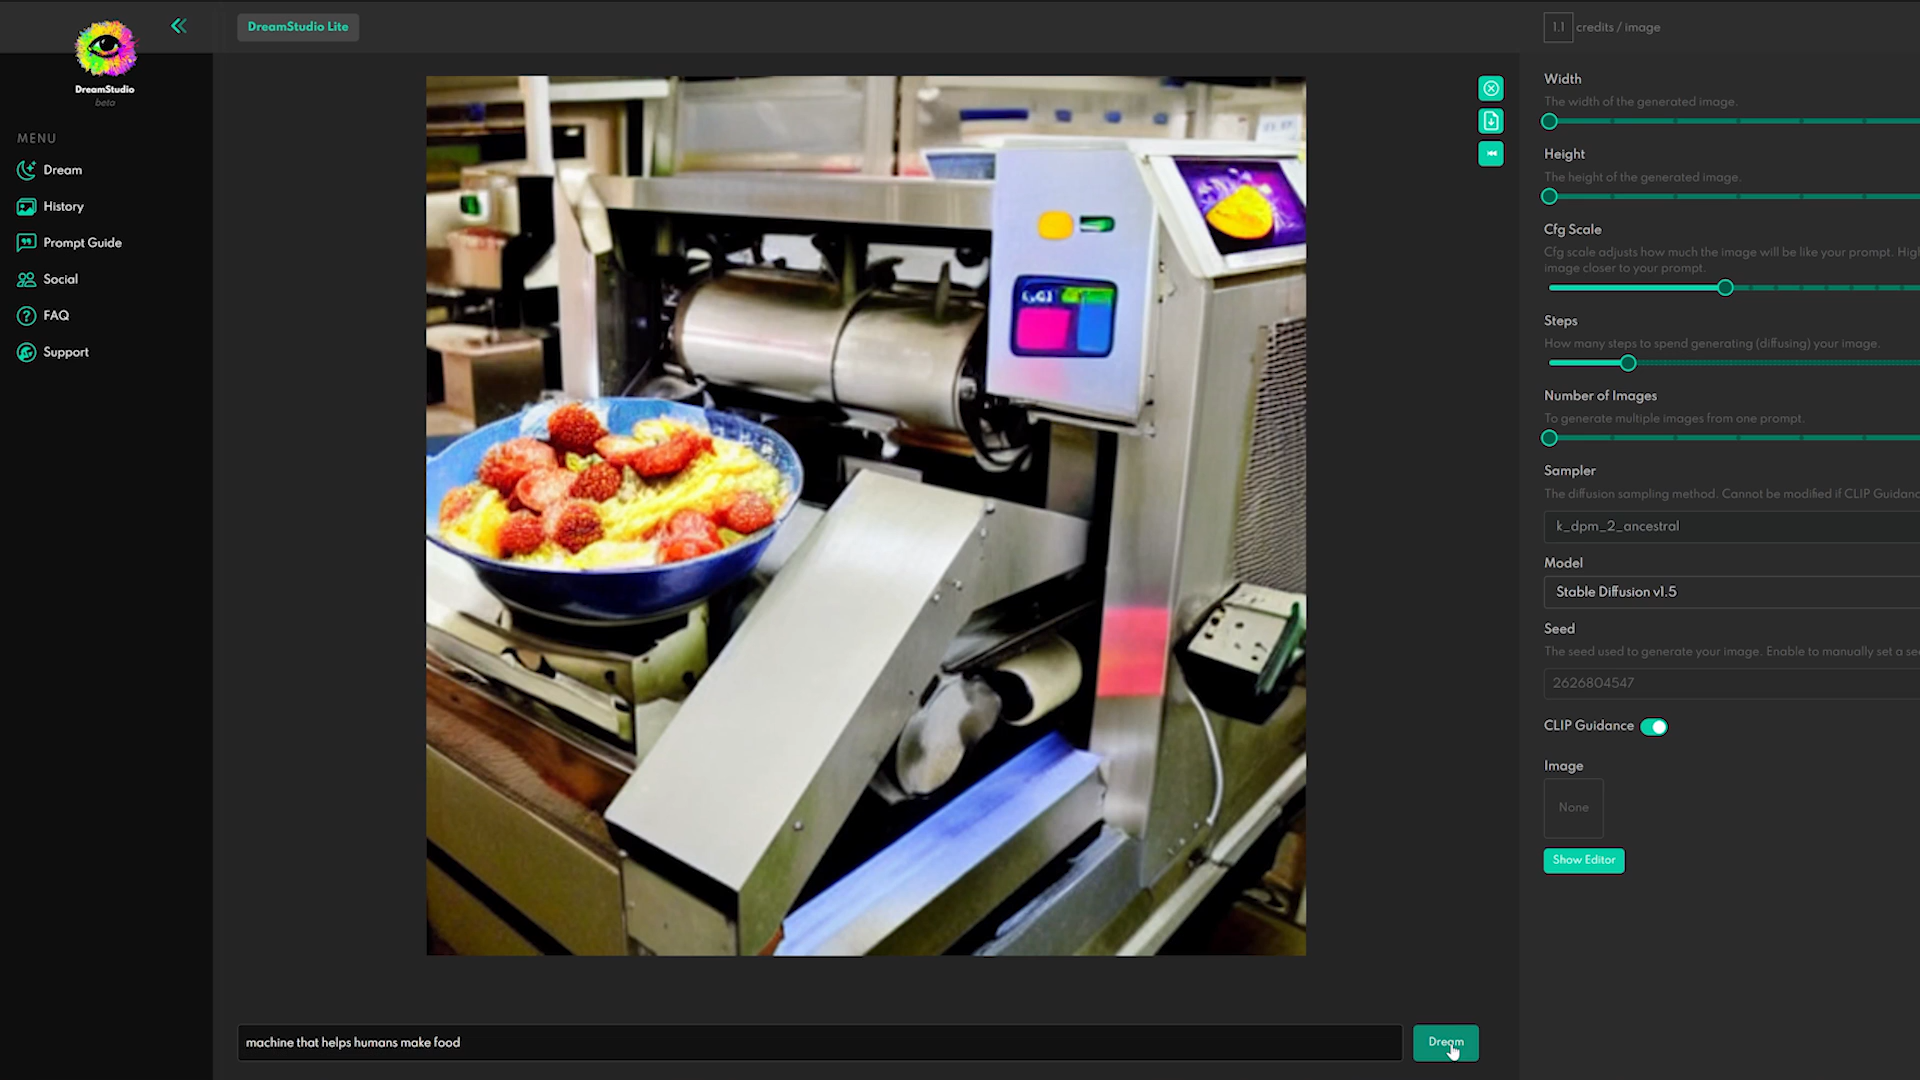 DreamStudio Lite
1.1 credits / image
DreamStudio
beta
MENU
Dream
History
Prompt Guide
Social
FAQ
Support
Width
The width of the generated image.
Height
The height of the generated image.
Cfg Scale
Cfg scale adjusts how much the image will be like your prompt. Hig
image closer to your prompt.
Steps
How many steps to spend generating (diffusing) your image.
Number of Images
To generate multiple images from one prompt.
Sampler
The diffusion sampling method. Cannot be modified if CLIP Guidanc
k_dpm_2_ancestral
Model
Stable Diffusion v1.5
Seed
The seed used to generate your image. Enable to manually set a se
2626804547
CLIP Guidance
Image
None
Show Editor
machine that helps humans make food
Dream